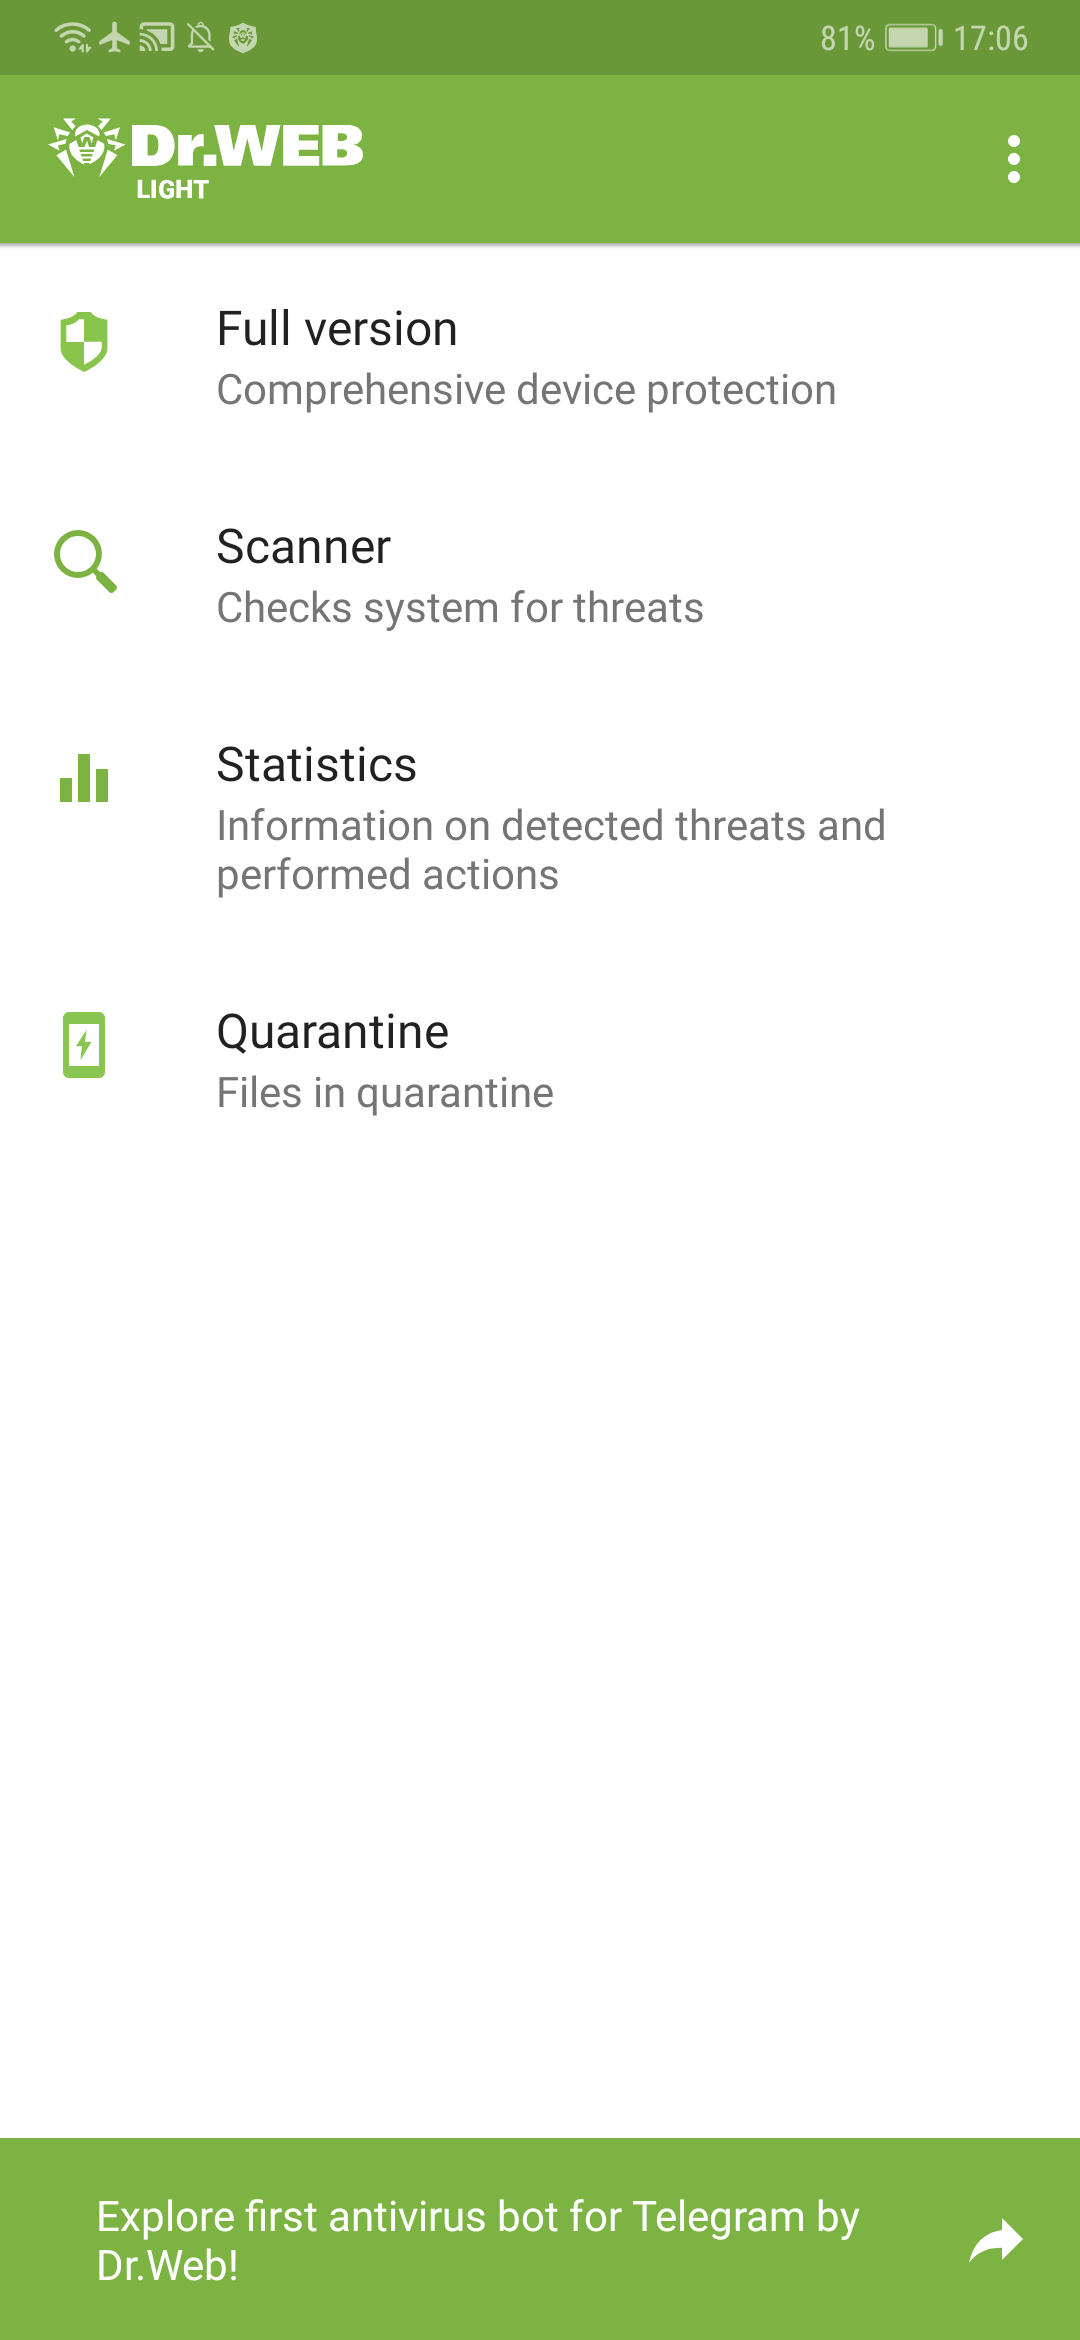 81% 17:06
Dr.WEB
LIGHT
Full version
Comprehensive device protection
Scanner
Checks system for threats
Statistics
Information on detected threats and
performed actions
Quarantine
Files in quarantine
Explore first antivirus bot for Telegram by
Dr.Web!